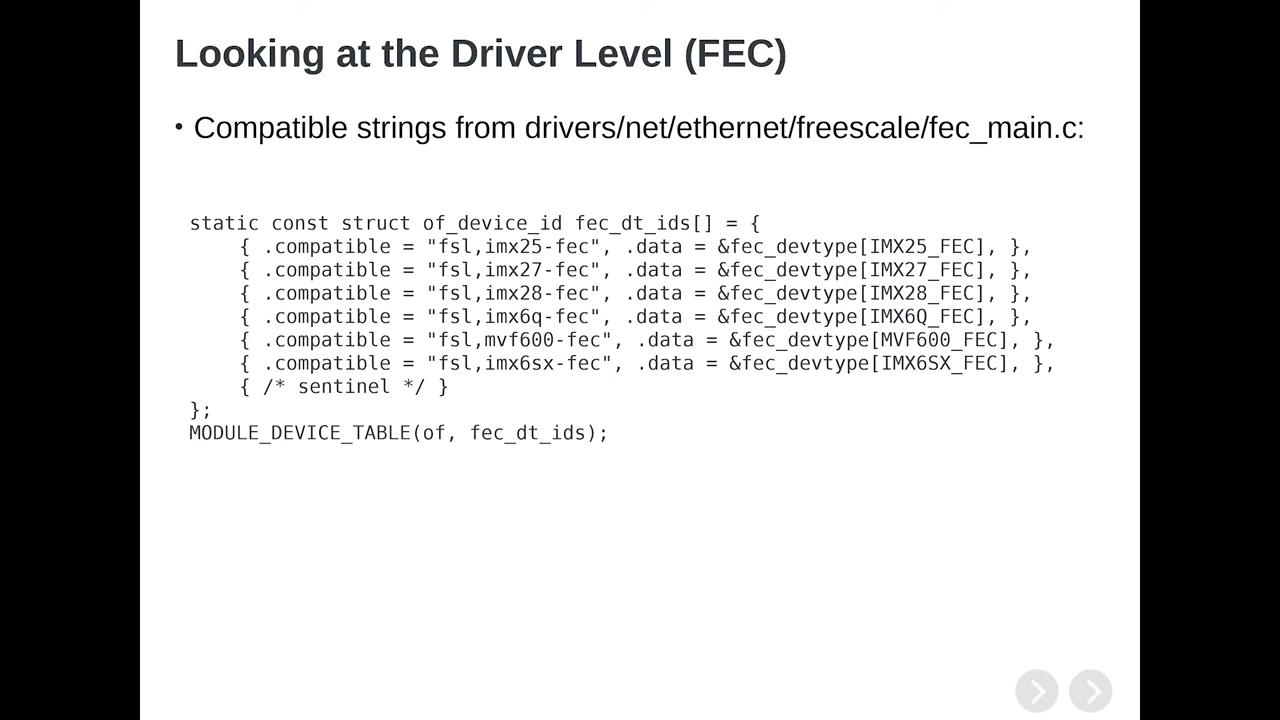 Looking at the Driver Level (FEC)
• Compatible strings from drivers/net/ethernet/freescale/fec_main.c:
static const struct of_device_id fec_dt_ids[] = {
{ .compatible = "fsl,imx25-fec", .data = &fec_devtype[IMX25_FEC], },
{ .compatible = "fsl,imx27-fec", .data = &fec_devtype[IMX27_FEC], },
{ .compatible = "fsl,imx28-fec", .data = &fec_devtype[IMX28_FEC], },
{ .compatible = "fsl,imx6q-fec", .data = &fec_devtype[IMX6Q_FEC], },
{ .compatible = "fsl,mvf600-fec", .data = &fec_devtype[MVF600_FEC], },
{ .compatible = "fsl,imx6sx-fec", .data = &fec_devtype[IMX6SX_FEC], },
{ /* sentinel */ }
};
MODULE_DEVICE_TABLE(of, fec_dt_ids);